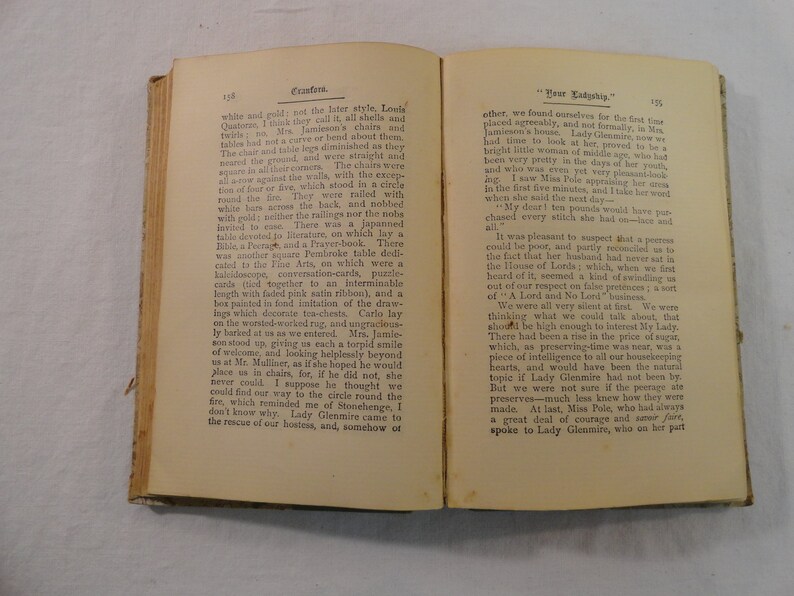 158
Cranford.
white and gold; not the later style, Louis
Quatorze, I think they call it, all shells and
twirls; no, Mrs. Jamieson's chairs and
tables had not a curve or bend about them.
The chair and table legs diminished as they
neared the ground, and were straight and
square in all their corners. The chairs were
all a-row against the walls, with the excep-
tion of four or five, which stood in a circle
round the fire. They were railed with
white bars across the back, and nobbed
with gold; neither the railings nor the nobs
invited to ease. There was a japanned
table devoted to literature, on which lay a
Bible, a Peerage, and a Prayer-book. There
was another square Pembroke table dedi-
cated to the Fine Arts, on which were a
kaleidoscope, conversation-cards, puzzle-
cards (tied together to an interminable
length with faded pink satin ribbon), and a
box painted in fond imitation of the draw-
ings which decorate tea-chests. Carlo lay
on the worsted-worked rug, and ungracious-
ly barked at us as we entered. Mrs. Jamie-
son stood up, giving us each a torpid smile
of welcome, and looking helplessly beyond
us at Mr. Mulliner, as if she hoped he would
place us in chairs, for, if he did not, she
never could. I suppose he thought we
could find our way to the circle round the
fire, which reminded me of Stonehenge, I
don't know why. Lady Glenmire came to
the rescue of our hostess, and, somehow or
"Your Ladyship."
155
other, we found ourselves for the first time
placed agreeably, and not formally, in Mrs.
Jamieson's house. Lady Glenmire, now we
had time to look at her, proved to be a
bright little woman of middle age, who had
been very pretty in the days of her youth,
and who was even yet very pleasant-look-
ing. I saw Miss Pole appraising her dress
in the first five minutes, and I take her word
when she said the next day—
"My dear! ten pounds would have pur-
chased every stitch she had on—lace and
all."
It was pleasant to suspect that a peeress
could be poor, and partly reconciled us to
the fact that her husband had never sat in
the House of Lords; which, when we first
heard of it, seemed a kind of swindling us
out of our respect on false pretences; a sort
of "A Lord and No Lord" business.
We were all very silent at first. We were
thinking what we could talk about, that
should be high enough to interest My Lady.
There had been a rise in the price of sugar,
which, as preserving-time was near, was a
piece of intelligence to all our housekeeping
hearts, and would have been the natural
topic if Lady Glenmire had not been by.
But we were not sure if the peerage ate
preserves—much less knew how they were
made. At last, Miss Pole, who had always
a great deal of courage and savoir faire,
spoke to Lady Glenmire, who on her part